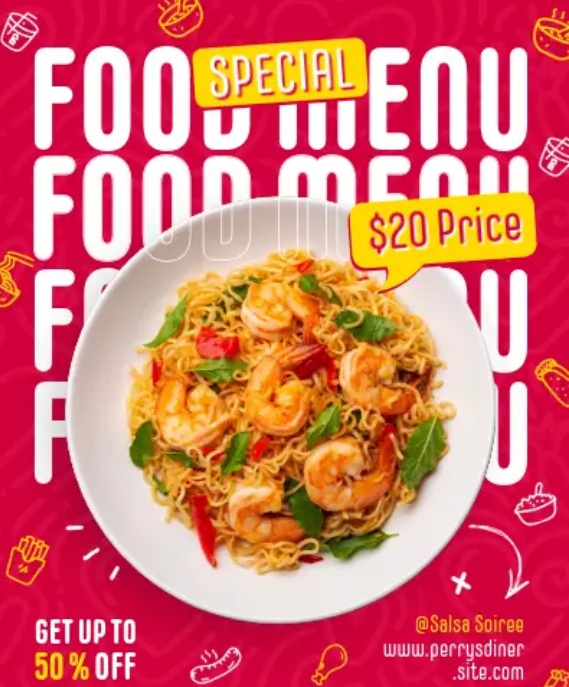 SPECIAL
FOOD MENU
FOOD MENU
$20 Price
F U
F U
GET UP TO
50 % OFF
@Salsa Soiree
www.perrysdiner
.site.com